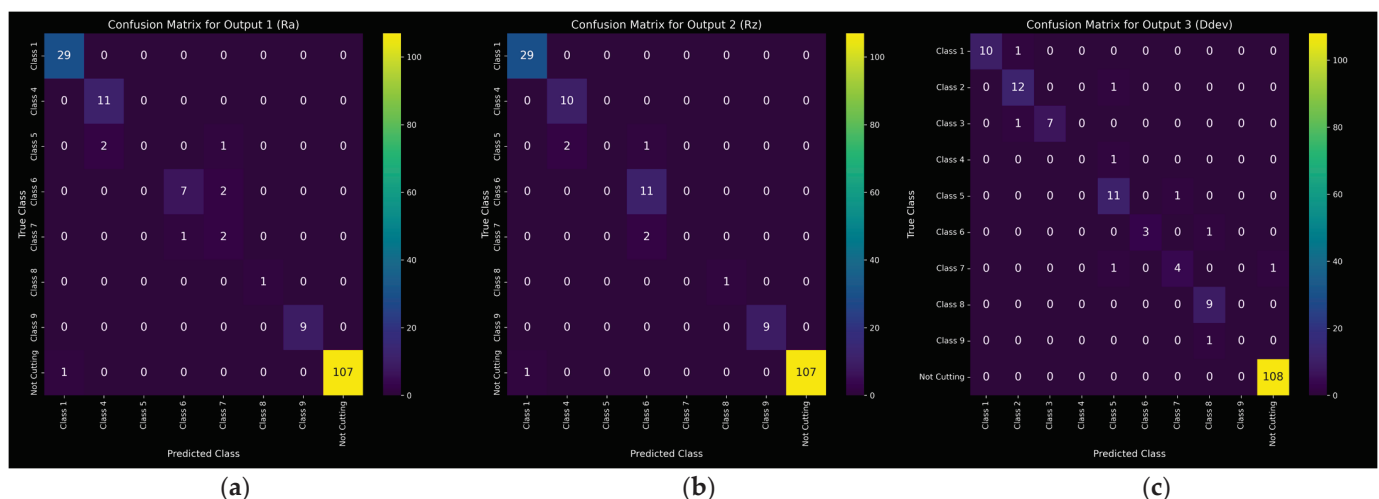 Confusion Matrix for Output 1 (Ra)
Class 1 29 0 0 0 0 0 0 0
Class 4 0 11 0 0 0 0 0 0
Class 5 0 2 0 0 1 0 0 0
Class 6 0 0 0 7 2 0 0 0
Class 7 0 0 0 1 2 0 0 0
Class 8 0 0 0 0 0 1 0 0
Class 9 0 0 0 0 0 0 9 0
Not Cutting 1 0 0 0 0 0 0 107
True Class
Class 1 Class 4 Class 5 Class 6 Class 7 Class 8 Class 9 Not Cutting
Predicted Class
100
80
60
40
20
0
(a)
Confusion Matrix for Output 2 (Rz)
Class 1 29 0 0 0 0 0 0 0
Class 4 0 10 0 0 0 0 0 0
Class 5 0 2 0 1 0 0 0 0
Class 6 0 0 0 11 0 0 0 0
Class 7 0 0 0 2 0 0 0 0
Class 8 0 0 0 0 0 1 0 0
Class 9 0 0 0 0 0 0 9 0
Not Cutting 1 0 0 0 0 0 0 107
True Class
Class 1 Class 4 Class 5 Class 6 Class 7 Class 8 Class 9 Not Cutting
Predicted Class
100
80
60
40
20
0
(b)
Confusion Matrix for Output 3 (Ddev)
Class 1 10 1 0 0 0 0 0 0 0 0
Class 2 0 12 0 0 1 0 0 0 0 0
Class 3 0 1 7 0 0 0 0 0 0 0
Class 4 0 0 0 0 1 0 0 0 0 0
Class 5 0 0 0 0 11 0 1 0 0 0
Class 6 0 0 0 0 0 3 0 1 0 0
Class 7 0 0 0 0 1 0 4 0 0 1
Class 8 0 0 0 0 0 0 0 9 0 0
Class 9 0 0 0 0 0 0 0 1 0 0
Not Cutting 0 0 0 0 0 0 0 0 0 108
True Class
Class 1 Class 2 Class 3 Class 4 Class 5 Class 6 Class 7 Class 8 Class 9 Not Cutting
Predicted Class
100
80
60
40
20
0
(c)